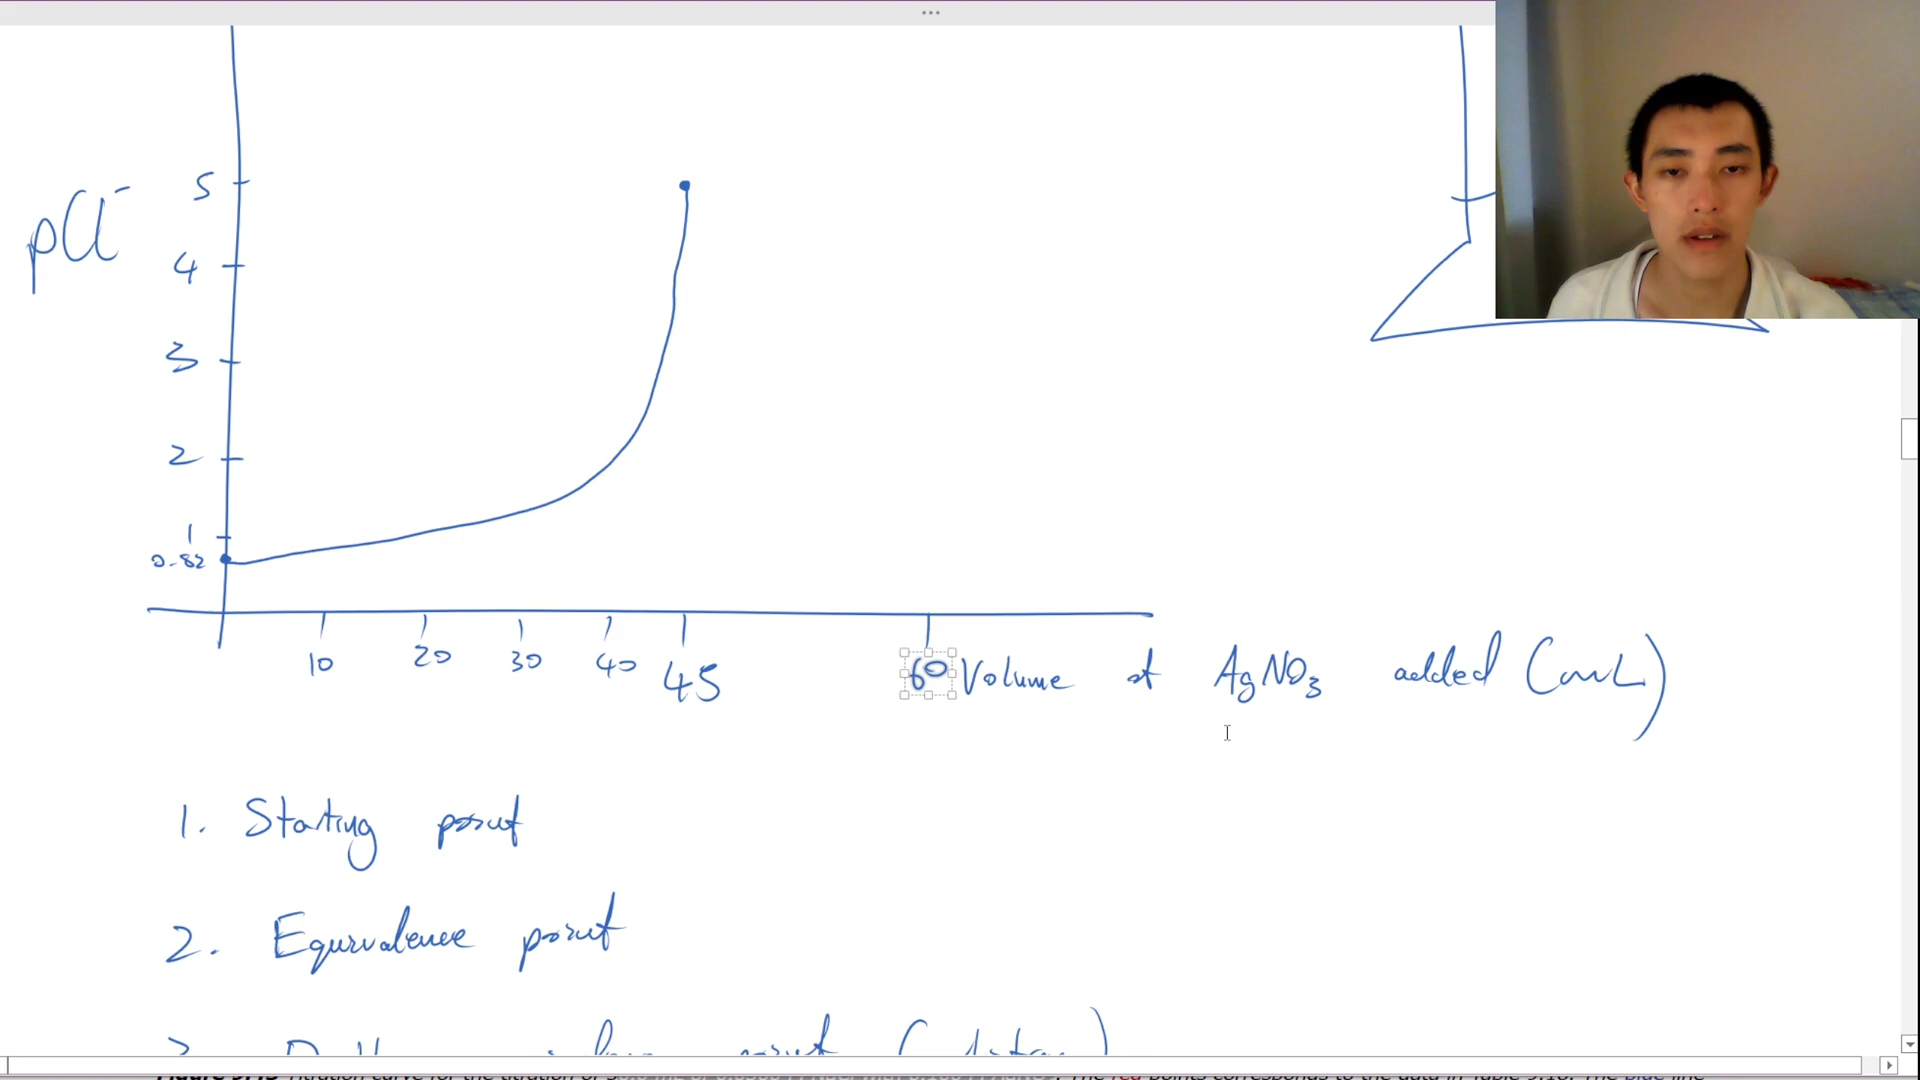 5
pCl⁻
4
3
2
1
0.82
10 20 30 40 45 60 Volume of AgNO₃ added (mL)
1. Starting point
2. Equivalence point